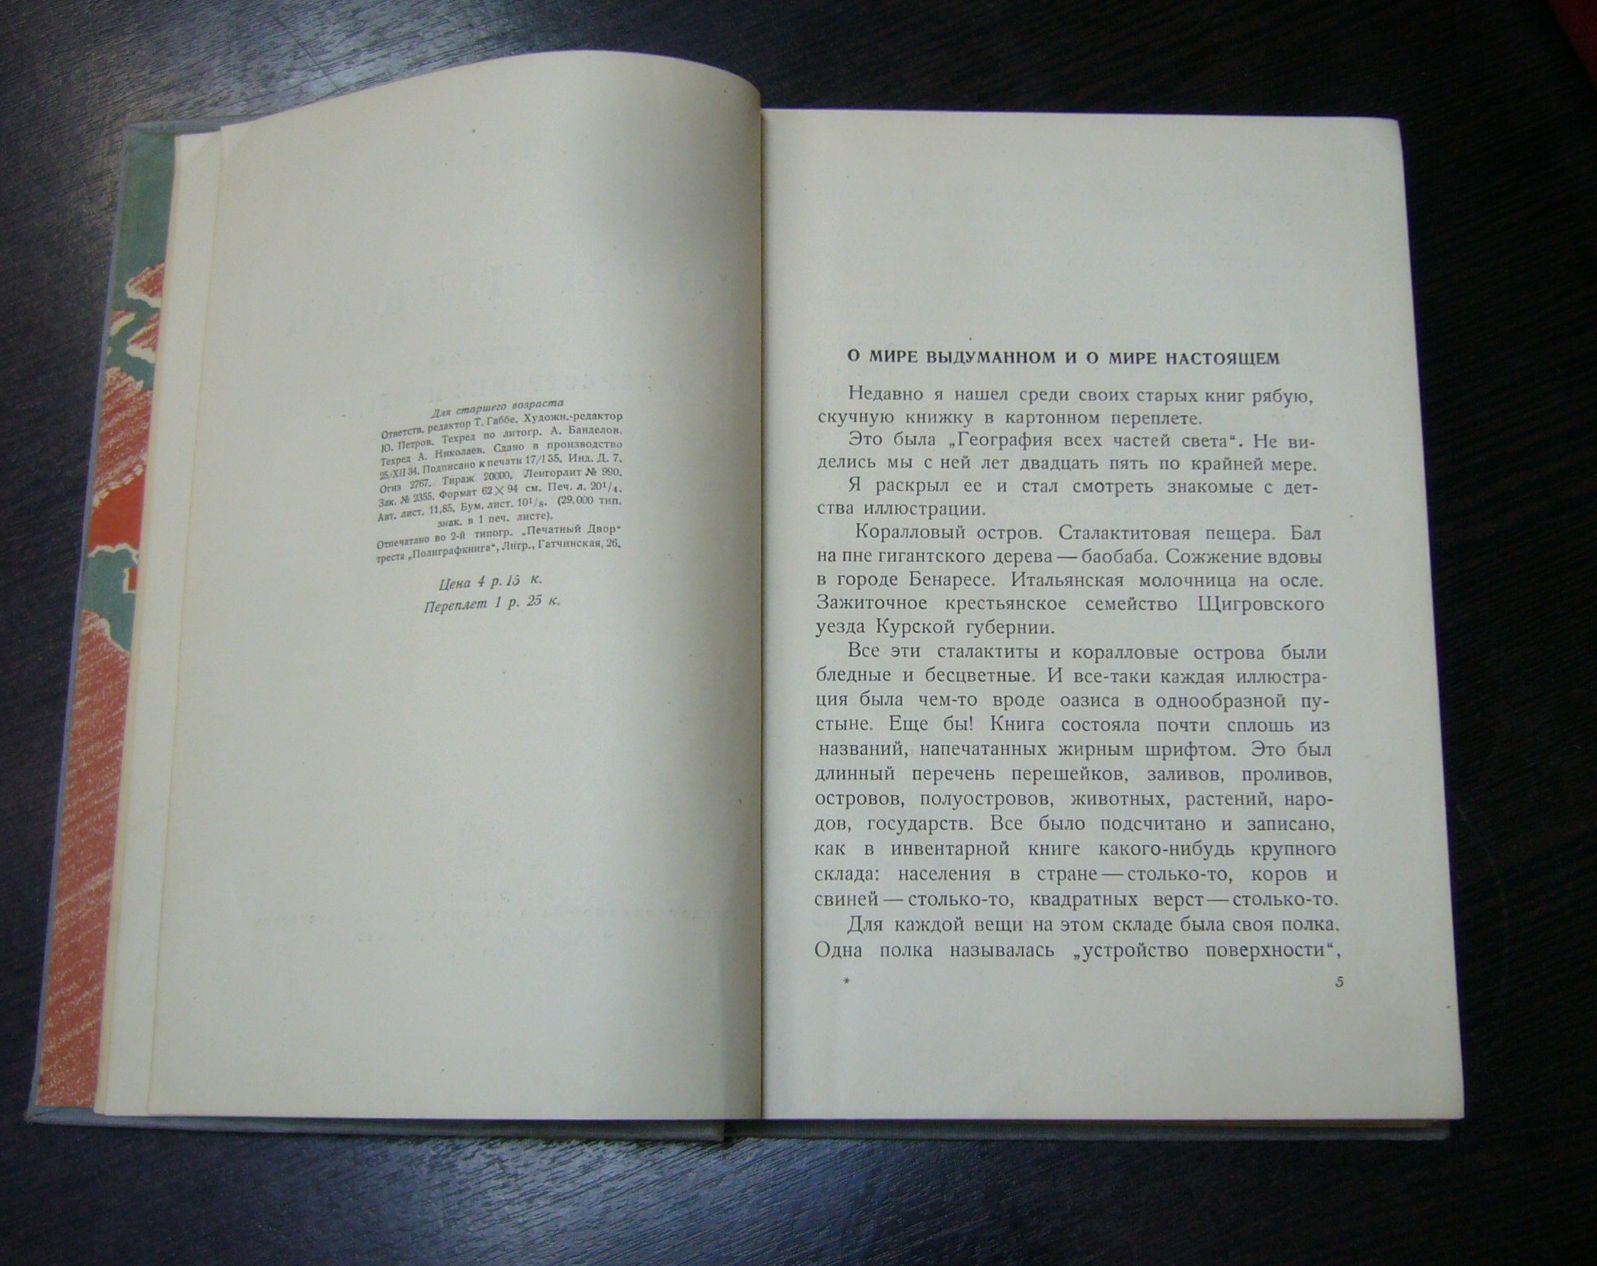 Для старшего возраста
Ответств. редактор Т. Габбе. Художн.-редактор
Ю. Петров. Техред по литогр. А. Банделов.
Техред А. Николаев. Сдано в производство
25/XII 34. Подписано к печати 17/I 35. Инд. Д. 7.
Огиз 2767. Тираж 20000. Ленгорлит № 990.
Зак. № 2355. Формат 62 × 94 см. Печ. л. 20¹/₄.
Авт. лист. 11,85. Бум. лист. 10¹/₈. (29.000 тип.
знак. в 1 печ. листе).
Отпечатано во 2-й типогр. „Печатный Двор“
треста „Полиграфкнига“, Лнгр., Гатчинская, 26.
Цена 4 р. 15 к.
Переплет 1 р. 25 к.
О МИРЕ ВЫДУМАННОМ И О МИРЕ НАСТОЯЩЕМ
Недавно я нашел среди своих старых книг рябую,
скучную книжку в картонном переплете.
Это была „География всех частей света“. Не ви-
делись мы с ней лет двадцать пять по крайней мере.
Я раскрыл ее и стал смотреть знакомые с дет-
ства иллюстрации.
Коралловый остров. Сталактитовая пещера. Бал
на пне гигантского дерева — баобаба. Сожжение вдовы
в городе Бенаресе. Итальянская молочница на осле.
Зажиточное крестьянское семейство Щигровского
уезда Курской губернии.
Все эти сталактиты и коралловые острова были
бледные и бесцветные. И все-таки каждая иллюстра-
ция была чем-то вроде оазиса в однообразной пу-
стыне. Еще бы! Книга состояла почти сплошь из
названий, напечатанных жирным шрифтом. Это был
длинный перечень перешейков, заливов, проливов,
островов, полуостровов, животных, растений, наро-
дов, государств. Все было подсчитано и записано,
как в инвентарной книге какого-нибудь крупного
склада: населения в стране — столько-то, коров и
свиней — столько-то, квадратных верст — столько-то.
Для каждой вещи на этом складе была своя полка.
Одна полка называлась „устройство поверхности“,
* 5